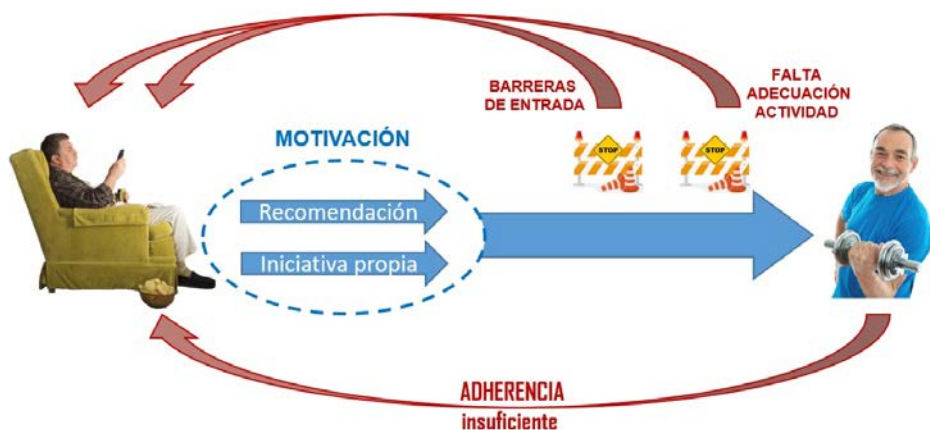 BARRERAS
DE ENTRADA
FALTA
ADECUACIÓN
ACTIVIDAD
MOTIVACIÓN
STOP
STOP
Recomendación
Iniciativa propia
ADHERENCIA
insuficiente